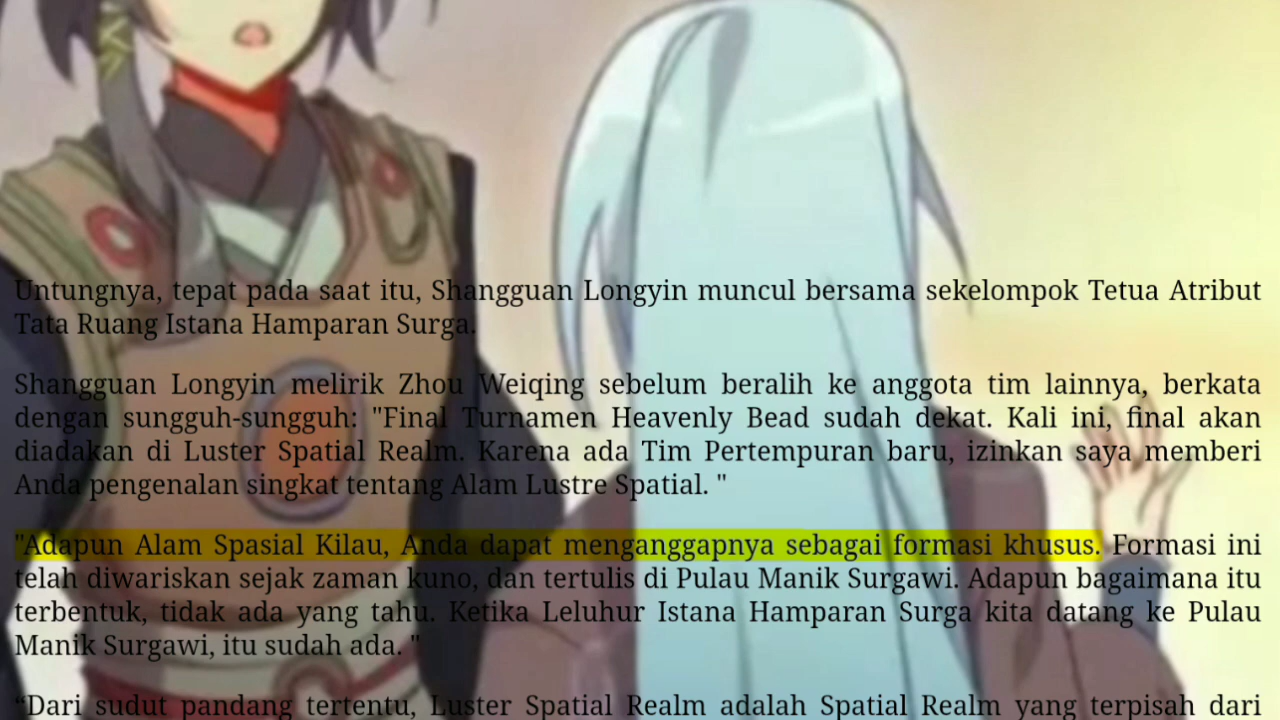 Untungnya, tepat pada saat itu, Shangguan Longyin muncul bersama sekelompok Tetua Atribut
Tata Ruang Istana Hamparan Surga.
Shangguan Longyin melirik Zhou Weiqing sebelum beralih ke anggota tim lainnya, berkata
dengan sungguh-sungguh: "Final Turnamen Heavenly Bead sudah dekat. Kali ini, final akan
diadakan di Luster Spatial Realm. Karena ada Tim Pertempuran baru, izinkan saya memberi
Anda pengenalan singkat tentang Alam Lustre Spatial. "
"Adapun Alam Spasial Kilau, Anda dapat menganggapnya sebagai formasi khusus. Formasi ini
telah diwariskan sejak zaman kuno, dan tertulis di Pulau Manik Surgawi. Adapun bagaimana itu
terbentuk, tidak ada yang tahu. Ketika Leluhur Istana Hamparan Surga kita datang ke Pulau
Manik Surgawi, itu sudah ada. "
“Dari sudut pandang tertentu, Luster Spatial Realm adalah Spatial Realm yang terpisah dari